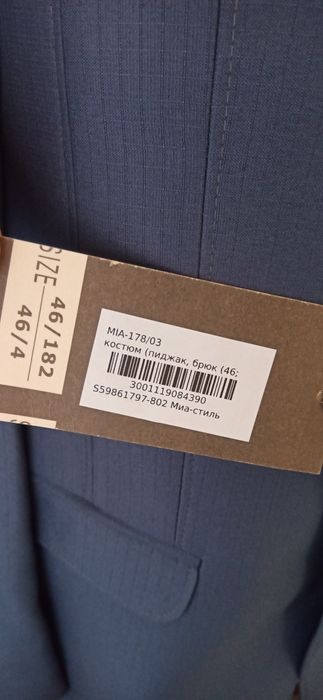 SIZE 46/182
46/4
MIA-178/03
костюм (пиджак, брюк (46;
3001119084390
S59861797-802 Миа-стиль